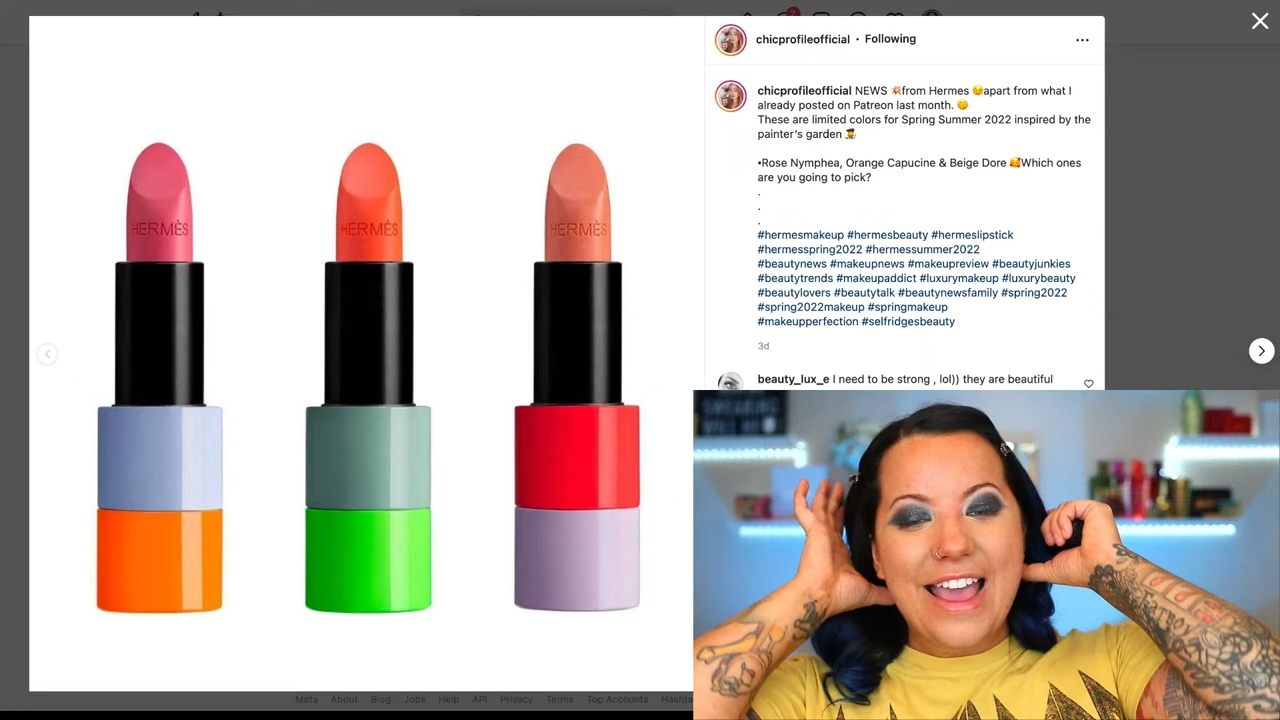 chicprofileofficial • Following
chicprofileofficial NEWS 💥from Hermes 😉apart from what I
already posted on Patreon last month. 😋
These are limited colors for Spring Summer 2022 inspired by the
painter's garden 👩‍🎨
•Rose Nymphea, Orange Capucine & Beige Dore 🥰Which ones
are you going to pick?
.
.
.
#hermesmakeup #hermesbeauty #hermeslipstick
#hermesspring2022 #hermessummer2022
#beautynews #makeupnews #makeupreview #beautyjunkies
#beautytrends #makeupaddict #luxurymakeup #luxurybeauty
#beautylovers #beautytalk #beautynewsfamily #spring2022
#spring2022makeup #springmakeup
#makeupperfection #selfridgesbeauty
3d
beauty_lux_e I need to be strong , lol)) they are beautiful
HERMÈS
HERMÈS
HERMÈS
Meta About Blog Jobs Help API Privacy Terms Top Accounts